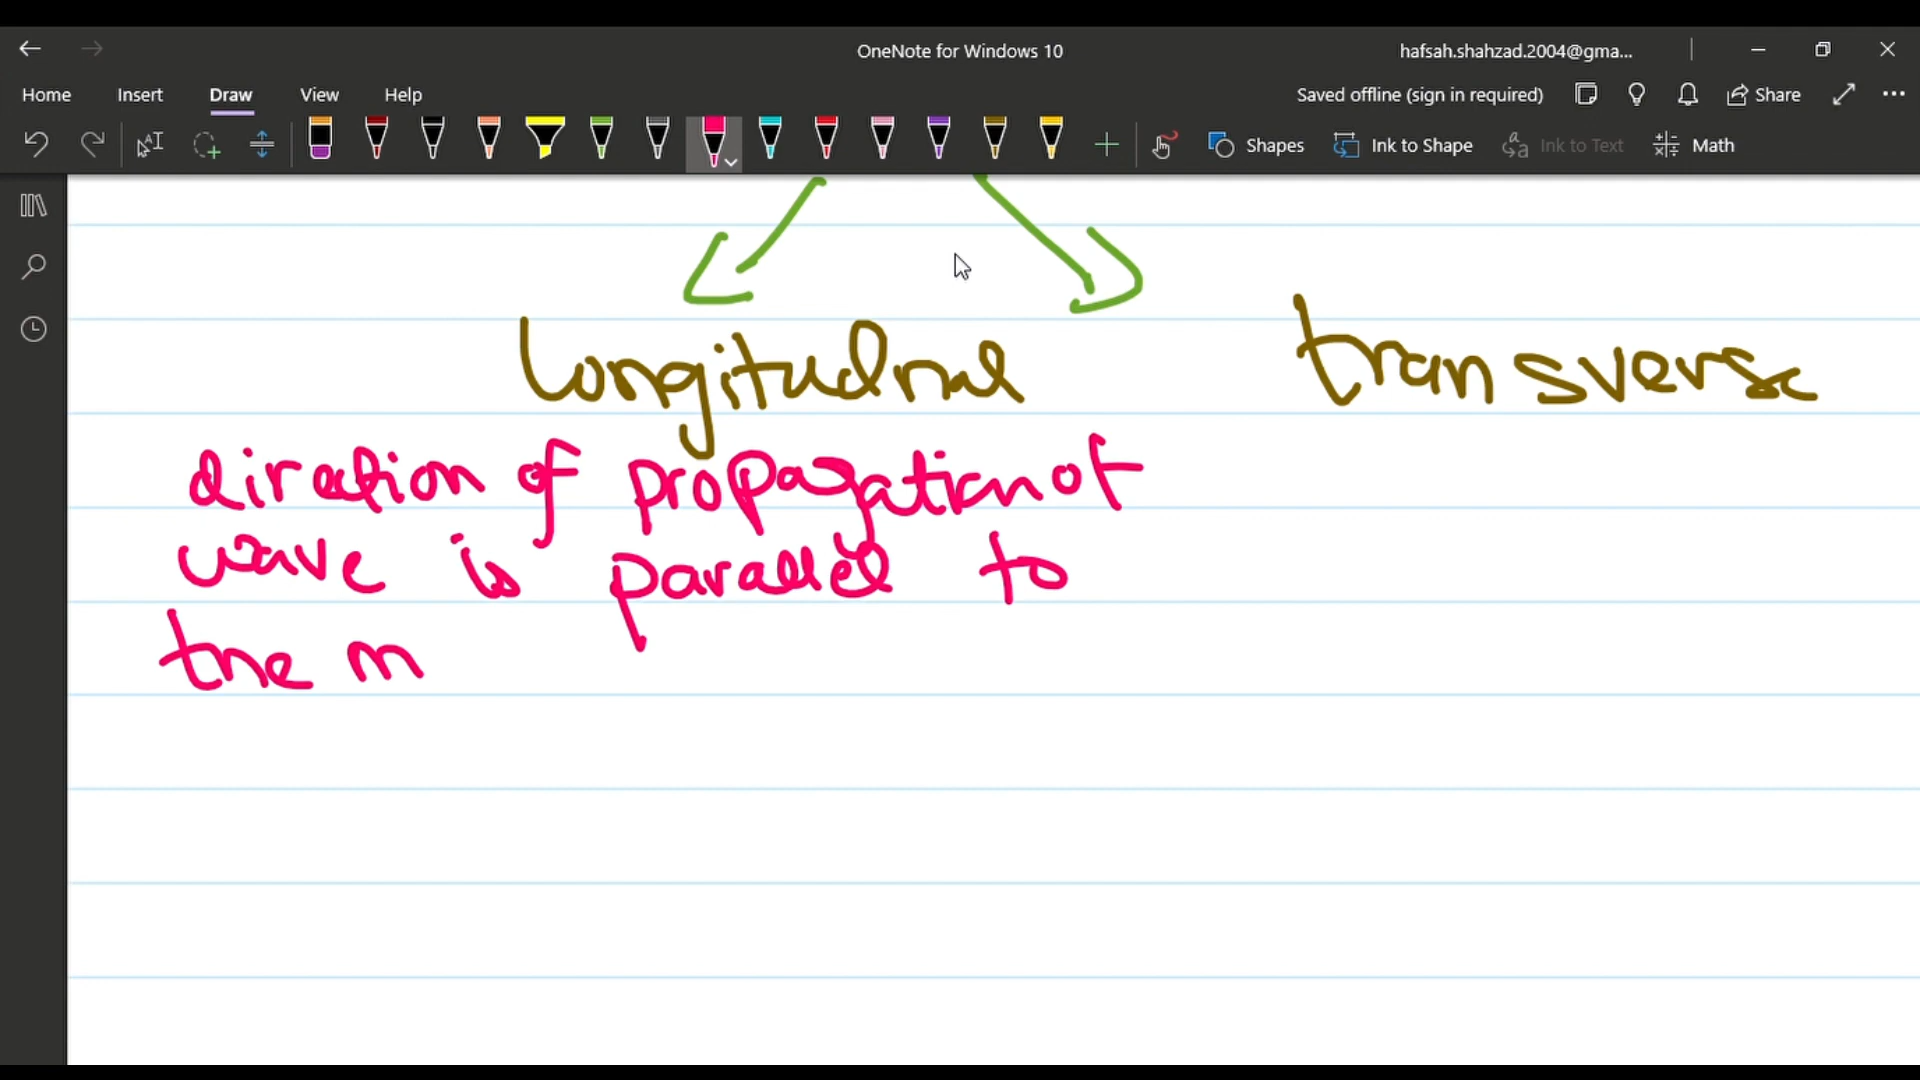 OneNote for Windows 10
hafsah.shahzad.2004@gma...
Home Insert Draw View Help
Saved offline (sign in required) Share
Shapes Ink to Shape Ink to Text Math
longitudnal transverse
direction of propagation of
wave is parallel to
the m